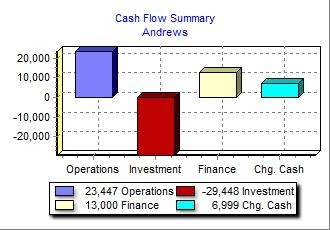 Cash Flow Summary
Andrews
20,000
10,000
0
-10,000
-20,000
Operations Investment Finance Chg. Cash
23,447 Operations -29,448 Investment
13,000 Finance 6,999 Chg. Cash